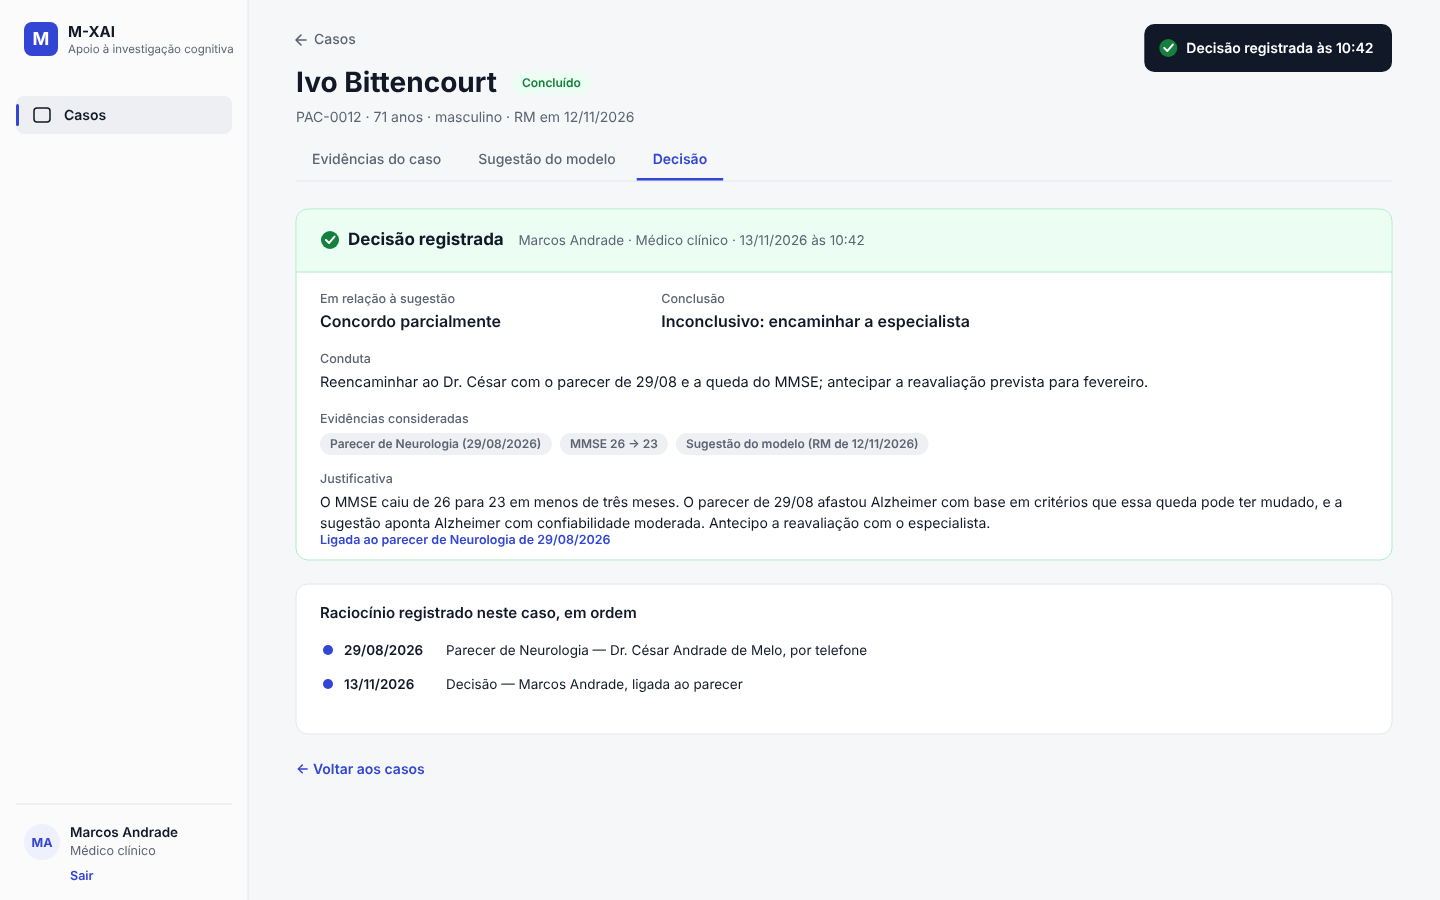 M
M-XAI
Apoio à investigação cognitiva
Casos
MA
Marcos Andrade
Médico clínico
Sair
← Casos
Decisão registrada às 10:42
Ivo Bittencourt
Concluído
PAC-0012 · 71 anos · masculino · RM em 12/11/2026
Evidências do caso
Sugestão do modelo
Decisão
Decisão registrada
Marcos Andrade · Médico clínico · 13/11/2026 às 10:42
Em relação à sugestão
Concordo parcialmente
Conclusão
Inconclusivo: encaminhar a especialista
Conduta
Reencaminhar ao Dr. César com o parecer de 29/08 e a queda do MMSE; antecipar a reavaliação prevista para fevereiro.
Evidências consideradas
Parecer de Neurologia (29/08/2026)
MMSE 26 → 23
Sugestão do modelo (RM de 12/11/2026)
Justificativa
O MMSE caiu de 26 para 23 em menos de três meses. O parecer de 29/08 afastou Alzheimer com base em critérios que essa queda pode ter mudado, e a
sugestão aponta Alzheimer com confiabilidade moderada. Antecipo a reavaliação com o especialista.
Ligada ao parecer de Neurologia de 29/08/2026
Raciocínio registrado neste caso, em ordem
29/08/2026 Parecer de Neurologia — Dr. César Andrade de Melo, por telefone
13/11/2026 Decisão — Marcos Andrade, ligada ao parecer
← Voltar aos casos